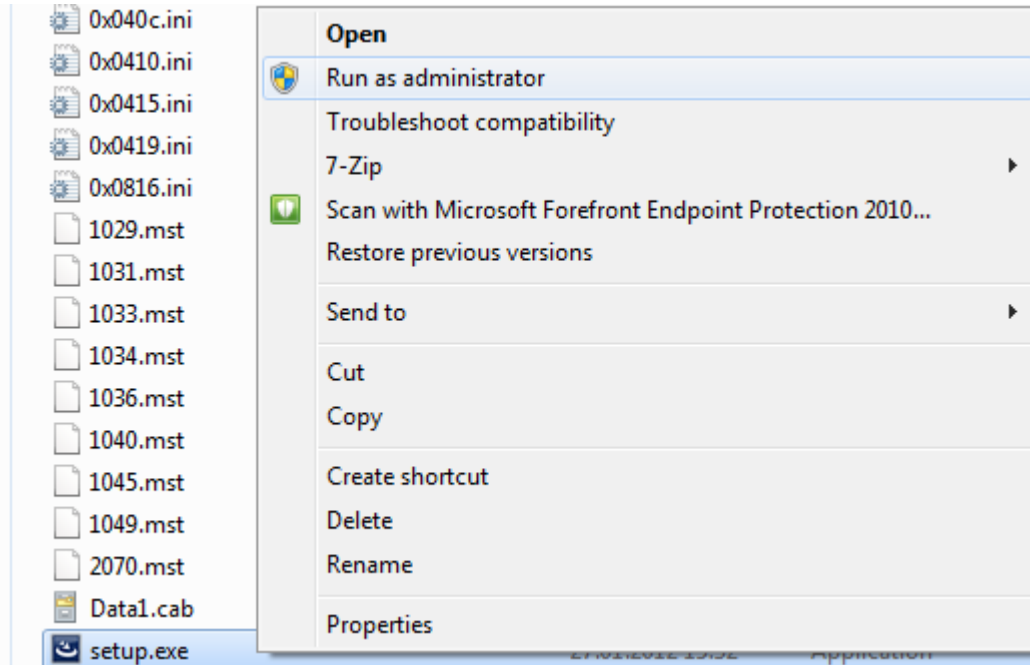 0x040c.ini
0x0410.ini
0x0415.ini
0x0419.ini
0x0816.ini
1029.mst
1031.mst
1033.mst
1034.mst
1036.mst
1040.mst
1045.mst
1049.mst
2070.mst
Data1.cab
setup.exe
Open
Run as administrator
Troubleshoot compatibility
7-Zip
Scan with Microsoft Forefront Endpoint Protection 2010...
Restore previous versions
Send to
Cut
Copy
Create shortcut
Delete
Rename
Properties
Application